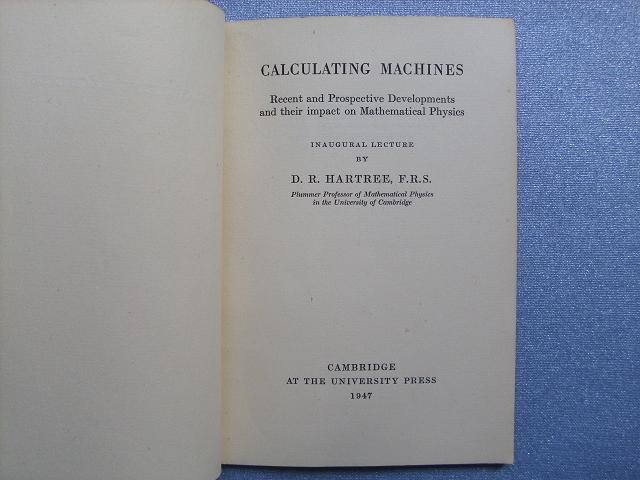 CALCULATING MACHINES
Recent and Prospective Developments
and their impact on Mathematical Physics
INAUGURAL LECTURE
BY
D. R. HARTREE, F.R.S.
Plummer Professor of Mathematical Physics
in the University of Cambridge
CAMBRIDGE
AT THE UNIVERSITY PRESS
1947